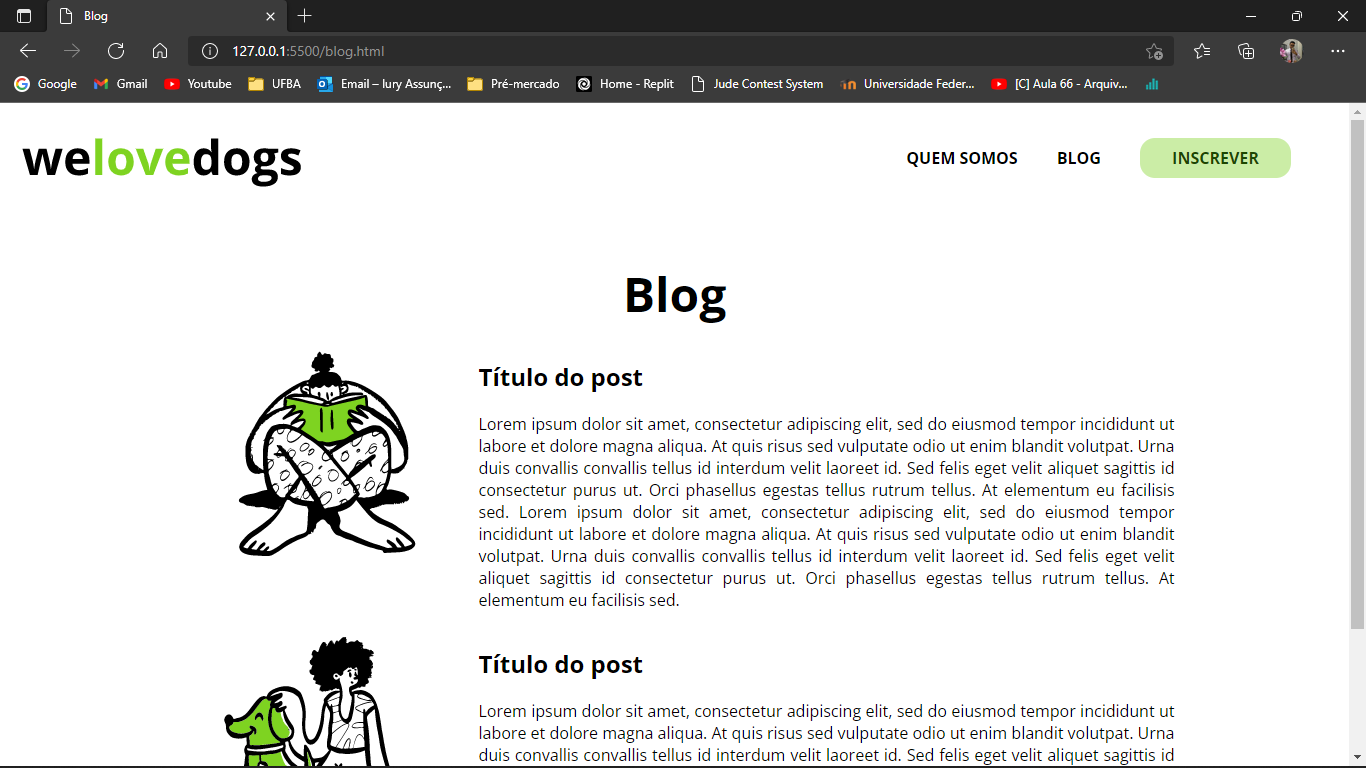 Blog
127.0.0.1:5500/blog.html
Google Gmail Youtube UFBA Email – Iury Assunç... Pré-mercado Home - Replit Jude Contest System Universidade Feder... [C] Aula 66 - Arquiv...
welovedogs
QUEM SOMOS BLOG INSCREVER
Blog
Título do post
Lorem ipsum dolor sit amet, consectetur adipiscing elit, sed do eiusmod tempor incididunt ut
labore et dolore magna aliqua. At quis risus sed vulputate odio ut enim blandit volutpat. Urna
duis convallis convallis tellus id interdum velit laoreet id. Sed felis eget velit aliquet sagittis id
consectetur purus ut. Orci phasellus egestas tellus rutrum tellus. At elementum eu facilisis
sed. Lorem ipsum dolor sit amet, consectetur adipiscing elit, sed do eiusmod tempor
incididunt ut labore et dolore magna aliqua. At quis risus sed vulputate odio ut enim blandit
volutpat. Urna duis convallis convallis tellus id interdum velit laoreet id. Sed felis eget velit
aliquet sagittis id consectetur purus ut. Orci phasellus egestas tellus rutrum tellus. At
elementum eu facilisis sed.
Título do post
Lorem ipsum dolor sit amet, consectetur adipiscing elit, sed do eiusmod tempor incididunt ut
labore et dolore magna aliqua. At quis risus sed vulputate odio ut enim blandit volutpat. Urna
duis convallis convallis tellus id interdum velit laoreet id. Sed felis eget velit aliquet sagittis id